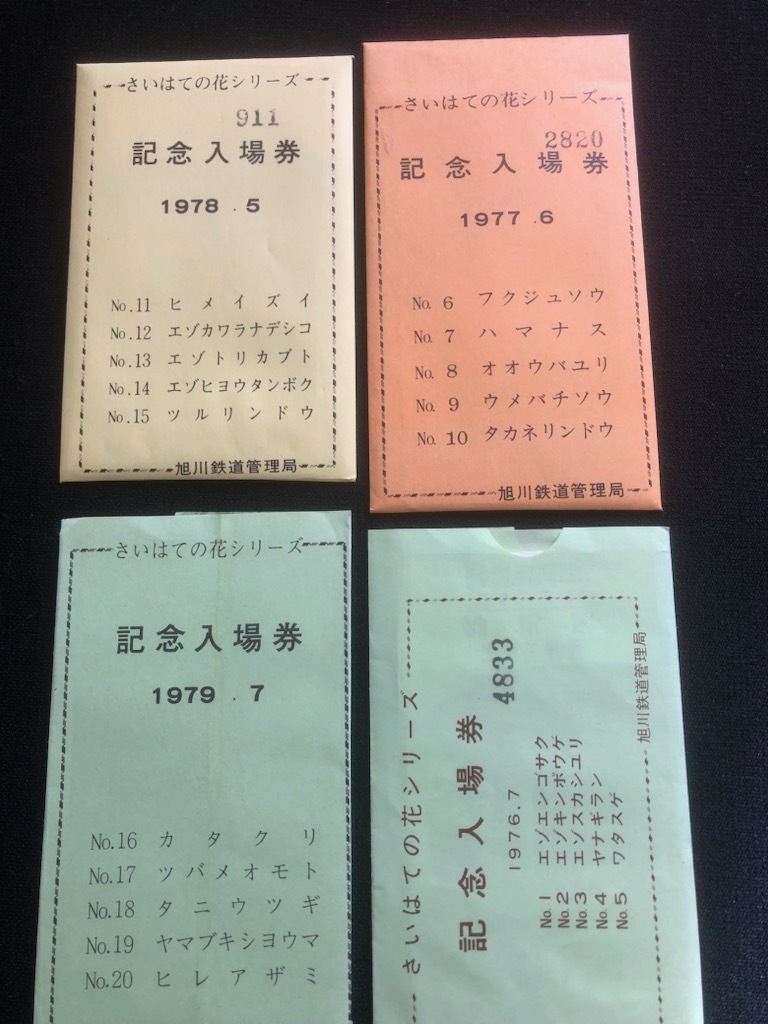 さいはての花シリーズ
911
記念入場券
1978.5
No.11 ヒメイズイ
No.12 エゾカワラナデシコ
No.13 エゾトリカブト
No.14 エゾヒヨウタンボク
No.15 ツルリンドウ
旭川鉄道管理局
さいはての花シリーズ
2820
記念入場券
1977.6
No. 6 フクジュソウ
No. 7 ハマナス
No. 8 オオウバユリ
No. 9 ウメバチソウ
No. 10 タカネリンドウ
旭川鉄道管理局
さいはての花シリーズ
記念入場券
1979.7
No.16 カタクリ
No.17 ツバメオモト
No.18 タニウツギ
No.19 ヤマブキシヨウマ
No.20 ヒレアザミ
さいはての花シリーズ
記念入場券
4833
1976.7
No.1 エゾエンゴサク
No.2 エゾキンポウゲ
No.3 エゾスカシユリ
No.4 ヤナギラン
No.5 ワタスゲ
旭川鉄道管理局